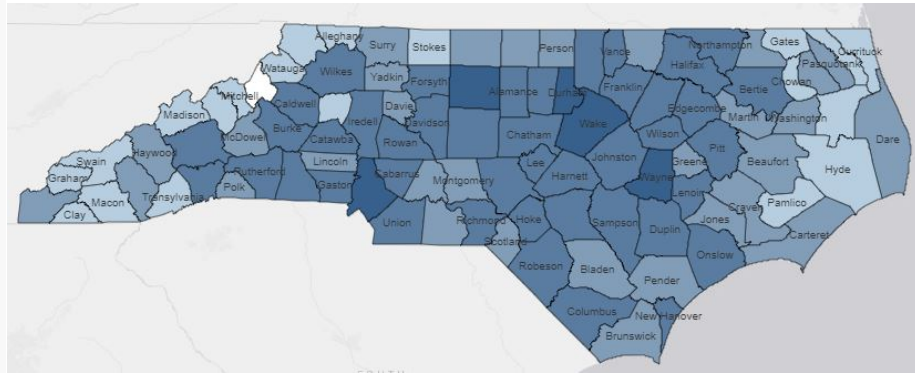 Alleghany
Surry
Stokes
Person
Vance
Northampton
Gates
Currituck
Watauga
Wilkes
Yadkin
Forsyth
Alamance
Durham
Franklin
Halifax
Bertie
Chowan
Pasquotank
Mitchell
Madison
Caldwell
Iredell
Davie
Davidson
Wake
Edgecombe
Martin
Washington
McDowell
Burke
Catawba
Rowan
Chatham
Wilson
Pitt
Dare
Swain
Haywood
Rutherford
Lincoln
Lee
Johnston
Greene
Beaufort
Hyde
Graham
Macon
Transylvania
Polk
Gaston
Cabarrus
Montgomery
Harnett
Wayne
Lenoir
Craven
Pamlico
Clay
Union
Richmond
Hoke
Sampson
Duplin
Jones
Carteret
Scotland
Robeson
Bladen
Pender
Onslow
Columbus
New Hanover
Brunswick
SOUTH